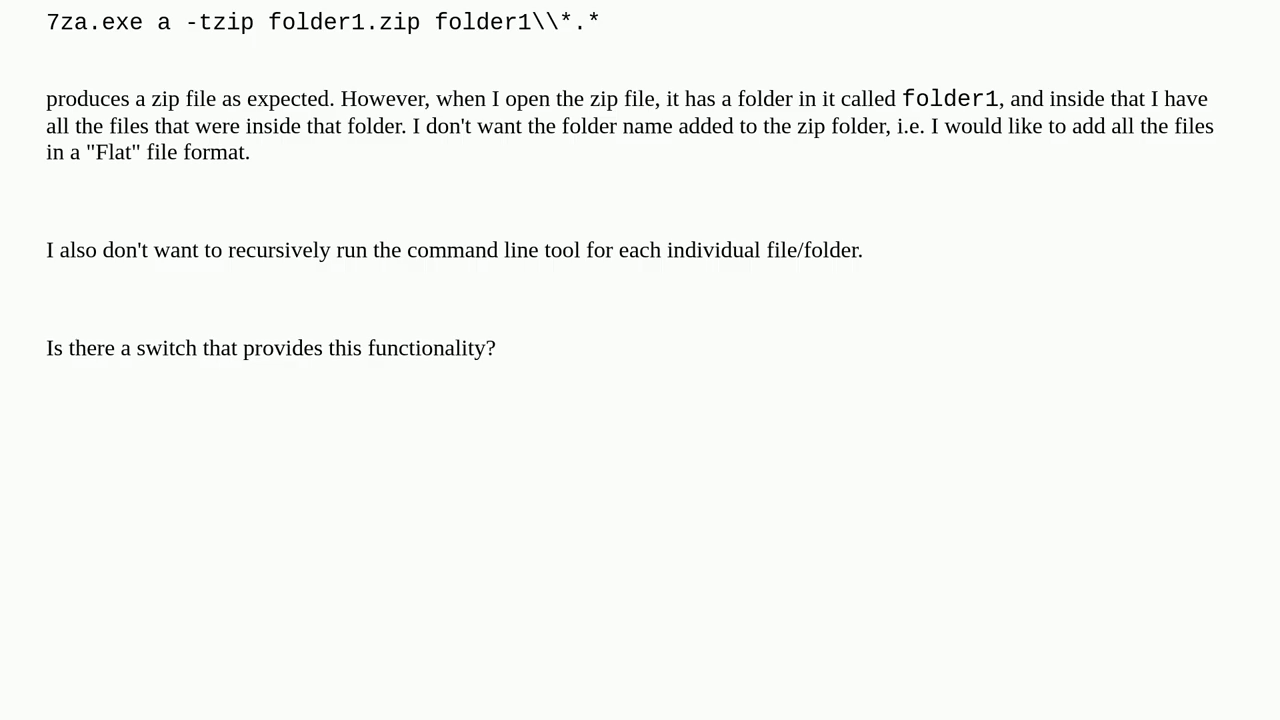 7za.exe a -tzip folder1.zip folder1\\*.*
produces a zip file as expected. However, when I open the zip file, it has a folder in it called folder1, and inside that I have
all the files that were inside that folder. I don't want the folder name added to the zip folder, i.e. I would like to add all the files
in a "Flat" file format.
I also don't want to recursively run the command line tool for each individual file/folder.
Is there a switch that provides this functionality?